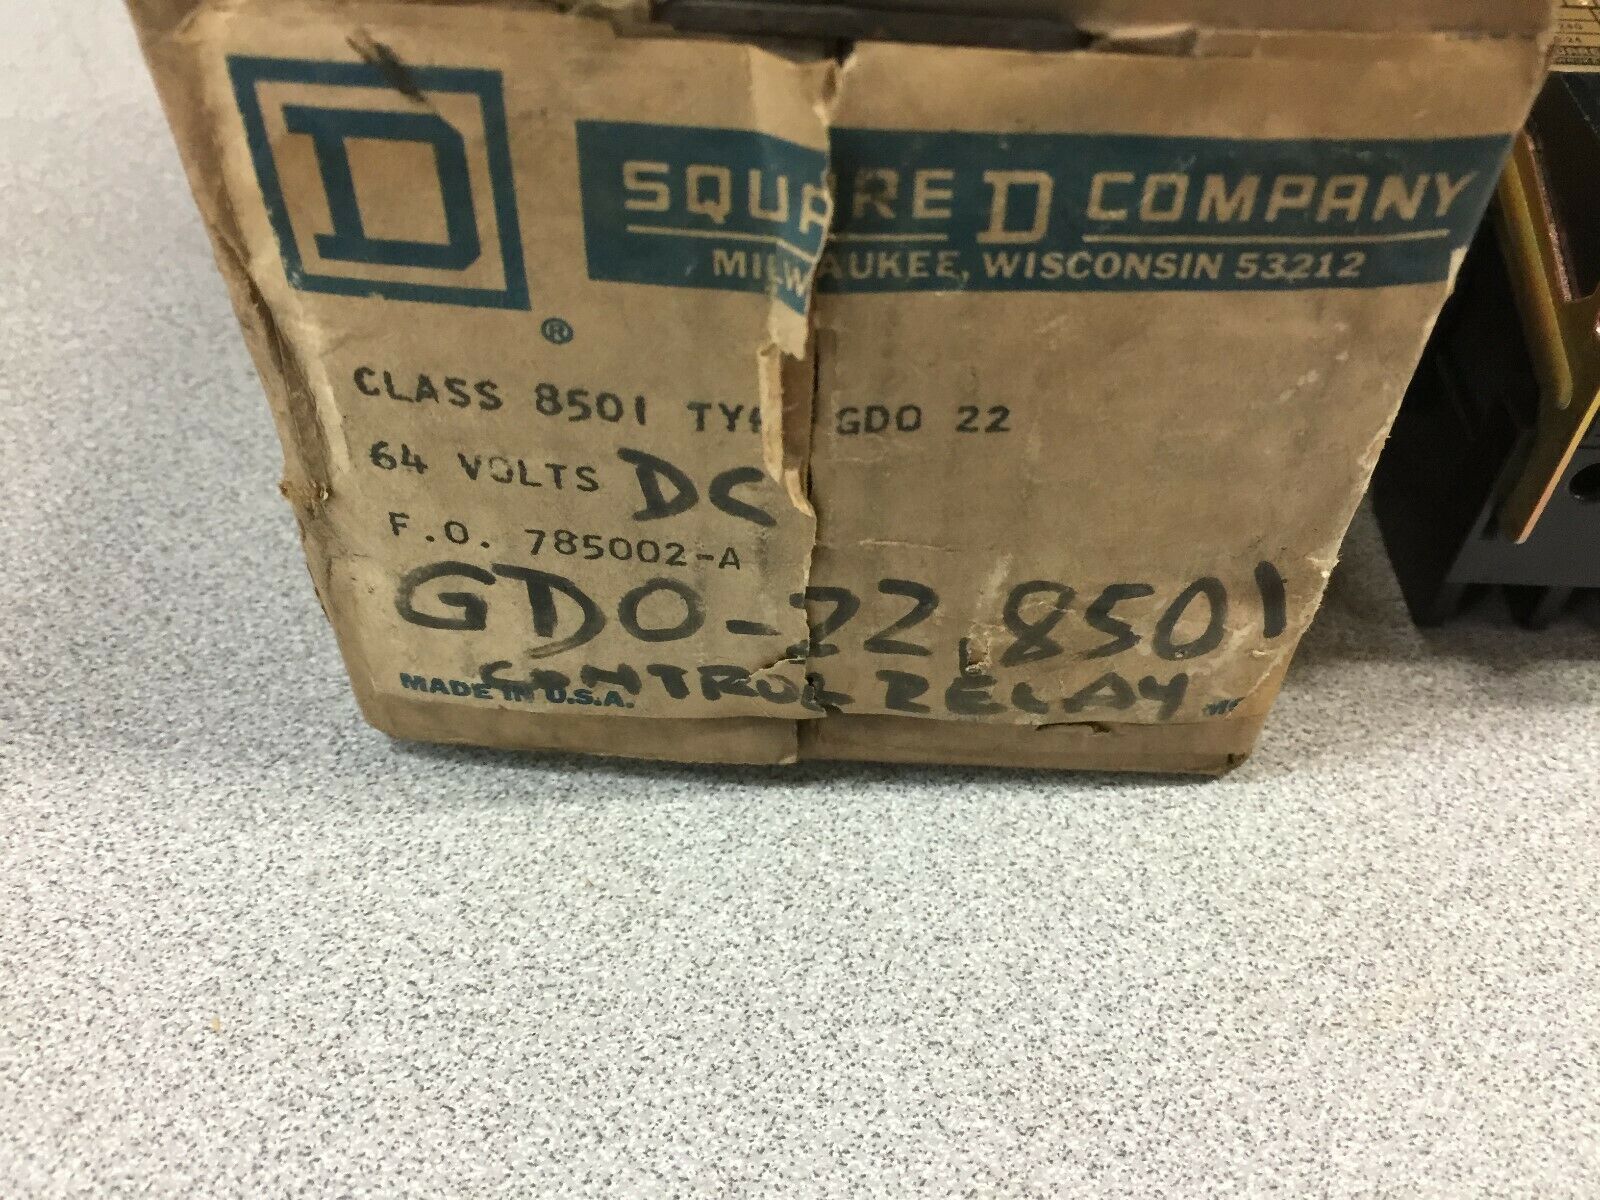 D
SQUARE D COMPANY
MILWAUKEE, WISCONSIN 53212
®
CLASS 8501 TYP GDO 22
64 VOLTS DC
F.O. 785002-A
GDO-22, 8501
CONTROL RELAY
MADE IN U.S.A.